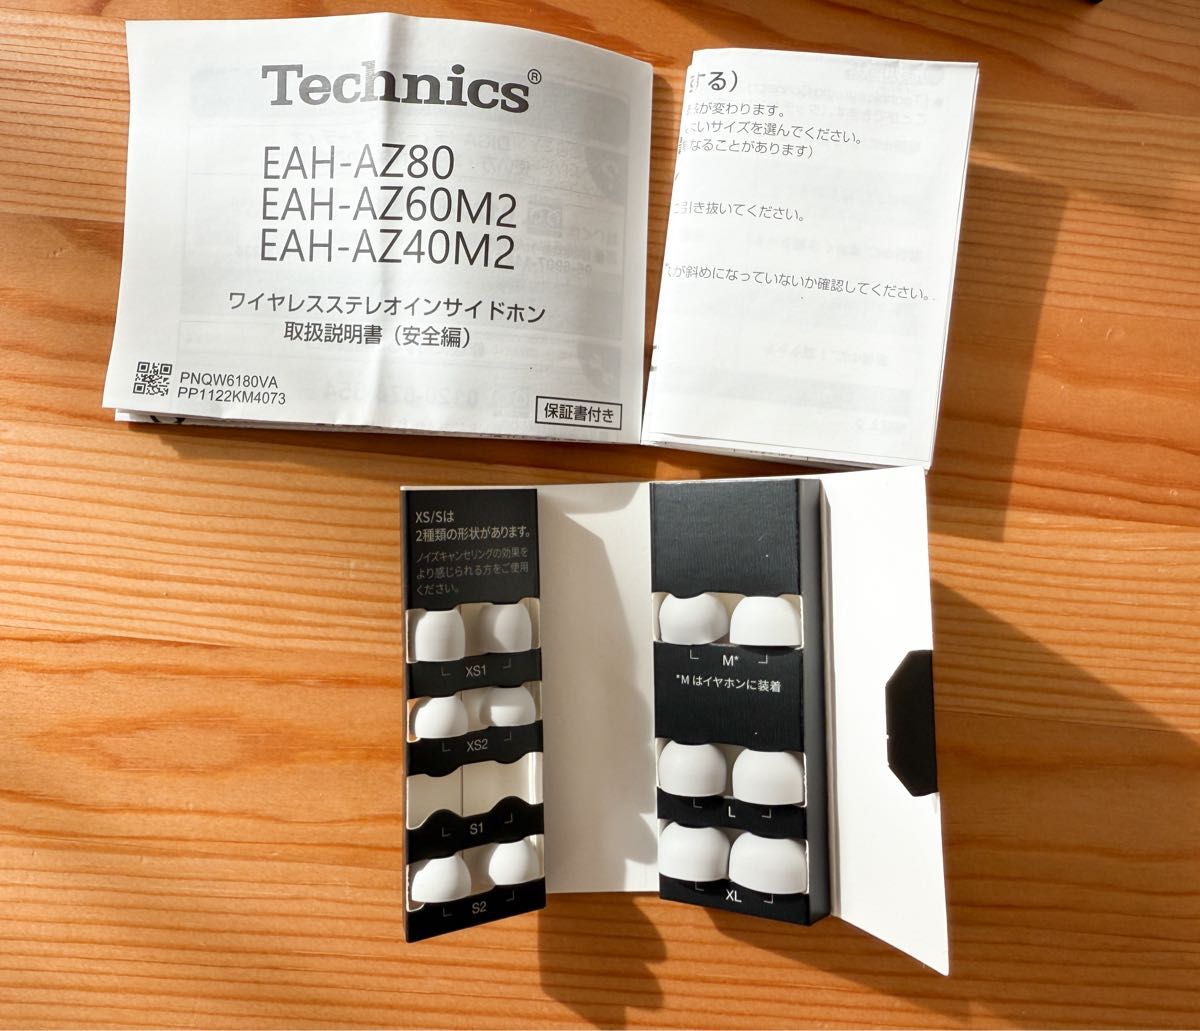 Technics®
EAH-AZ80
EAH-AZ60M2
EAH-AZ40M2
ワイヤレスステレオインサイドホン
取扱説明書（安全編）
PNQW6180VA
PP1122KM4073
保証書付き
する）
が変わります。
いサイズを選んでください。
なることがあります）
引き抜いてください。
が斜めになっていないか確認してください。
XS/Sは
2種類の形状があります。
ノイズキャンセリングの効果を
より感じられる方をご使用
ください。
XS1
XS2
S1
S2
M*
*Mはイヤホンに装着
L
XL